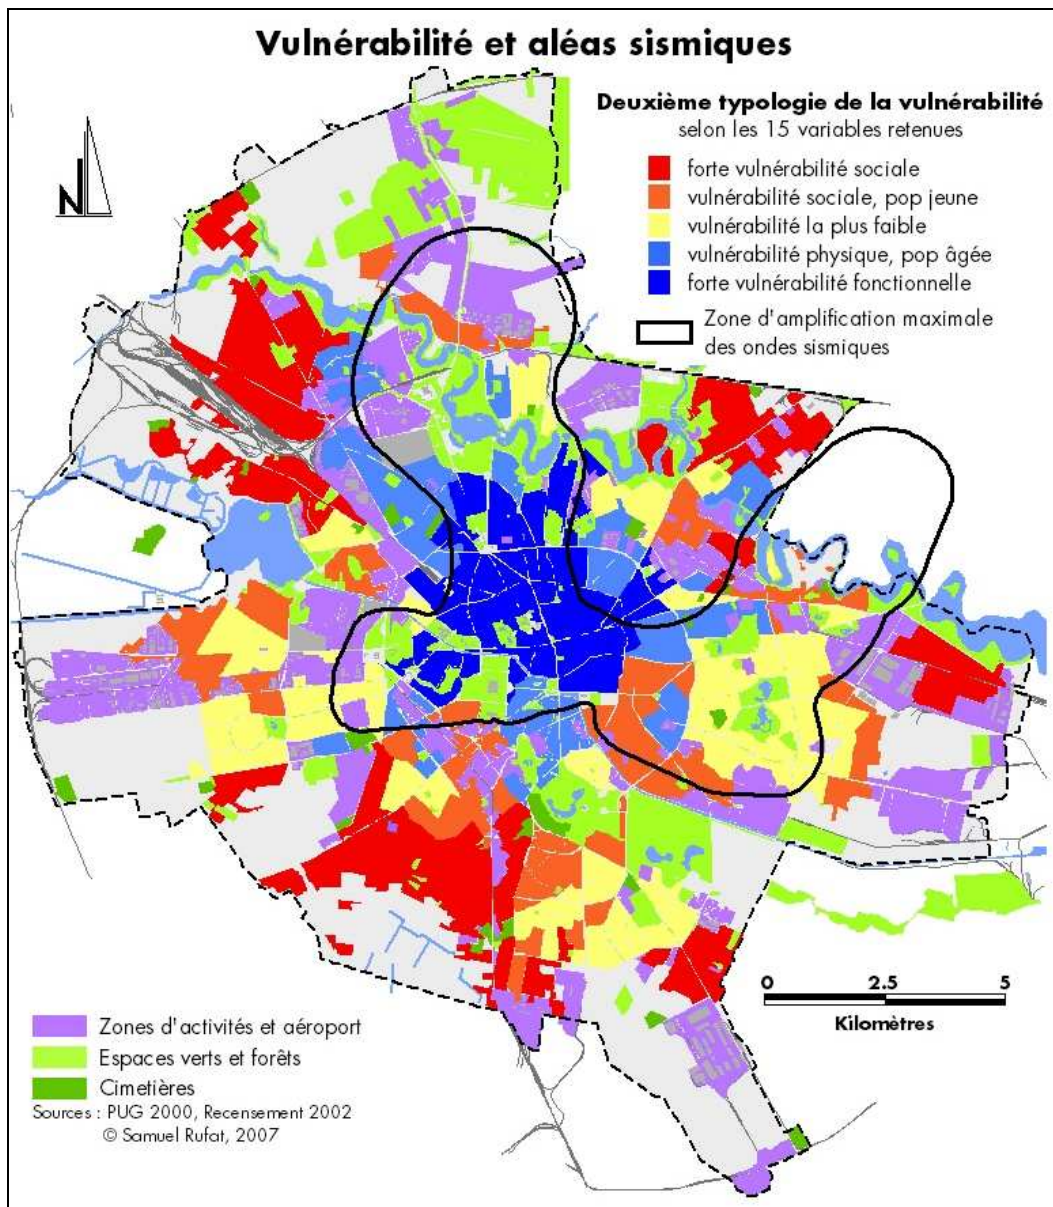 Vulnérabilité et aléas sismiques
Deuxième typologie de la vulnérabilité
selon les 15 variables retenues
forte vulnérabilité sociale
vulnérabilité sociale, pop jeune
vulnérabilité la plus faible
vulnérabilité physique, pop âgée
forte vulnérabilité fonctionnelle
Zone d'amplification maximale
des ondes sismiques
N
0 2.5 5
Kilomètres
Zones d'activités et aéroport
Espaces verts et forêts
Cimetières
Sources : PUG 2000, Recensement 2002
© Samuel Rufat, 2007